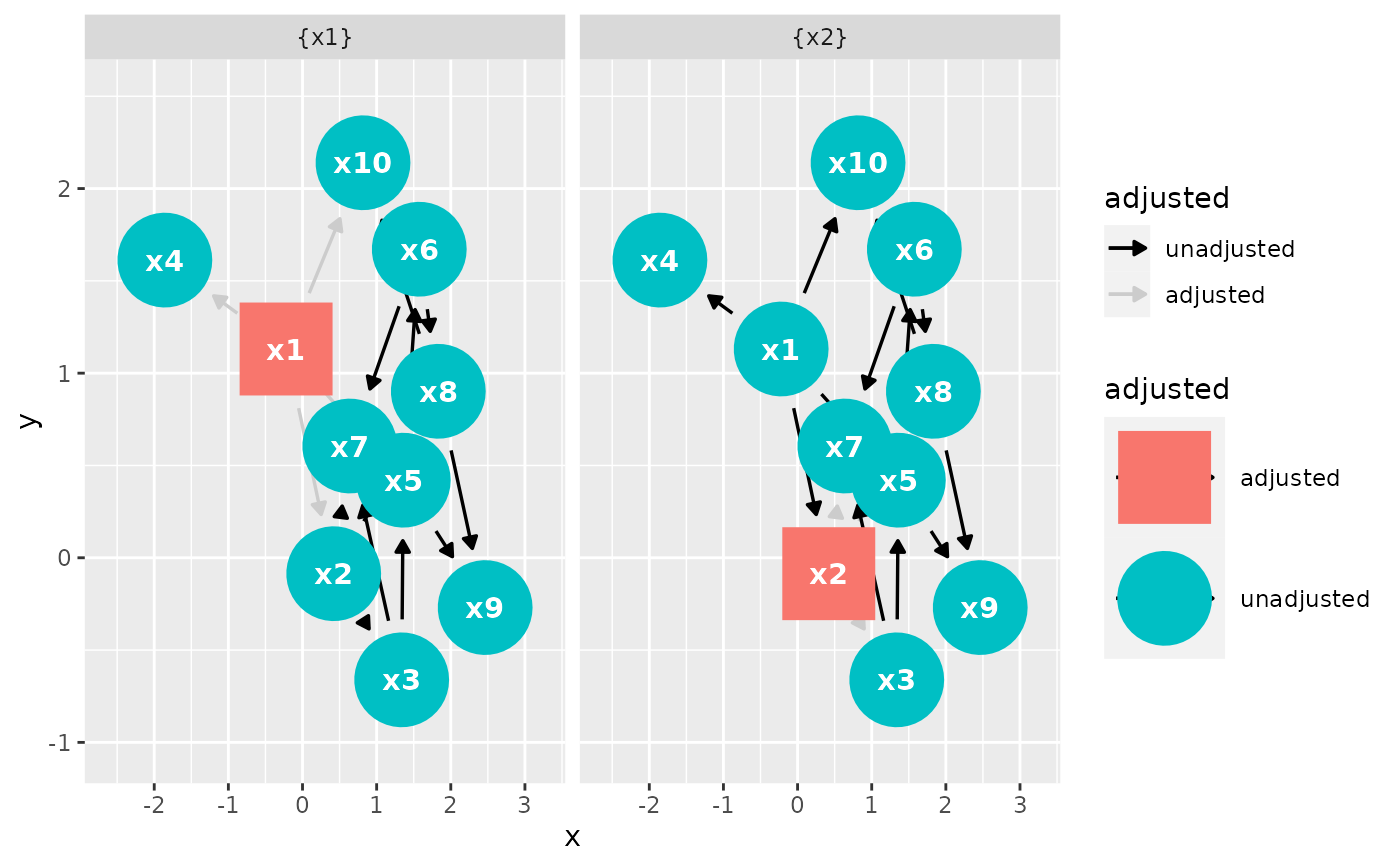 {x1}
{x2}
x10
x6
x4
x1
x8
x7
x5
x2
x9
x3
x10
x6
x4
x1
x8
x7
x5
x2
x9
x3
2
1
0
-1
y
-2 -1 0 1 2 3
-2 -1 0 1 2 3
x
adjusted
unadjusted
adjusted
adjusted
adjusted
unadjusted